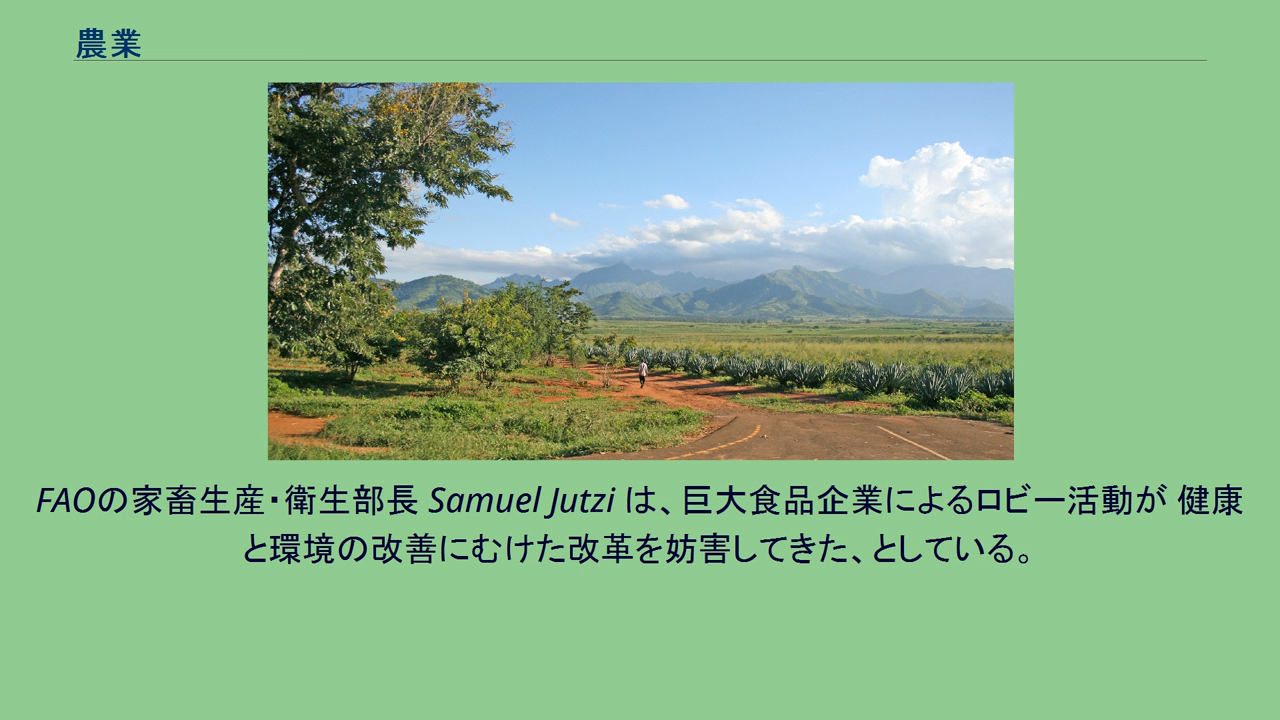 農業
FAOの家畜生産・衛生部長 Samuel Jutzi は、巨大食品企業によるロビー活動が 健康
と環境の改善にむけた改革を妨害してきた、としている。